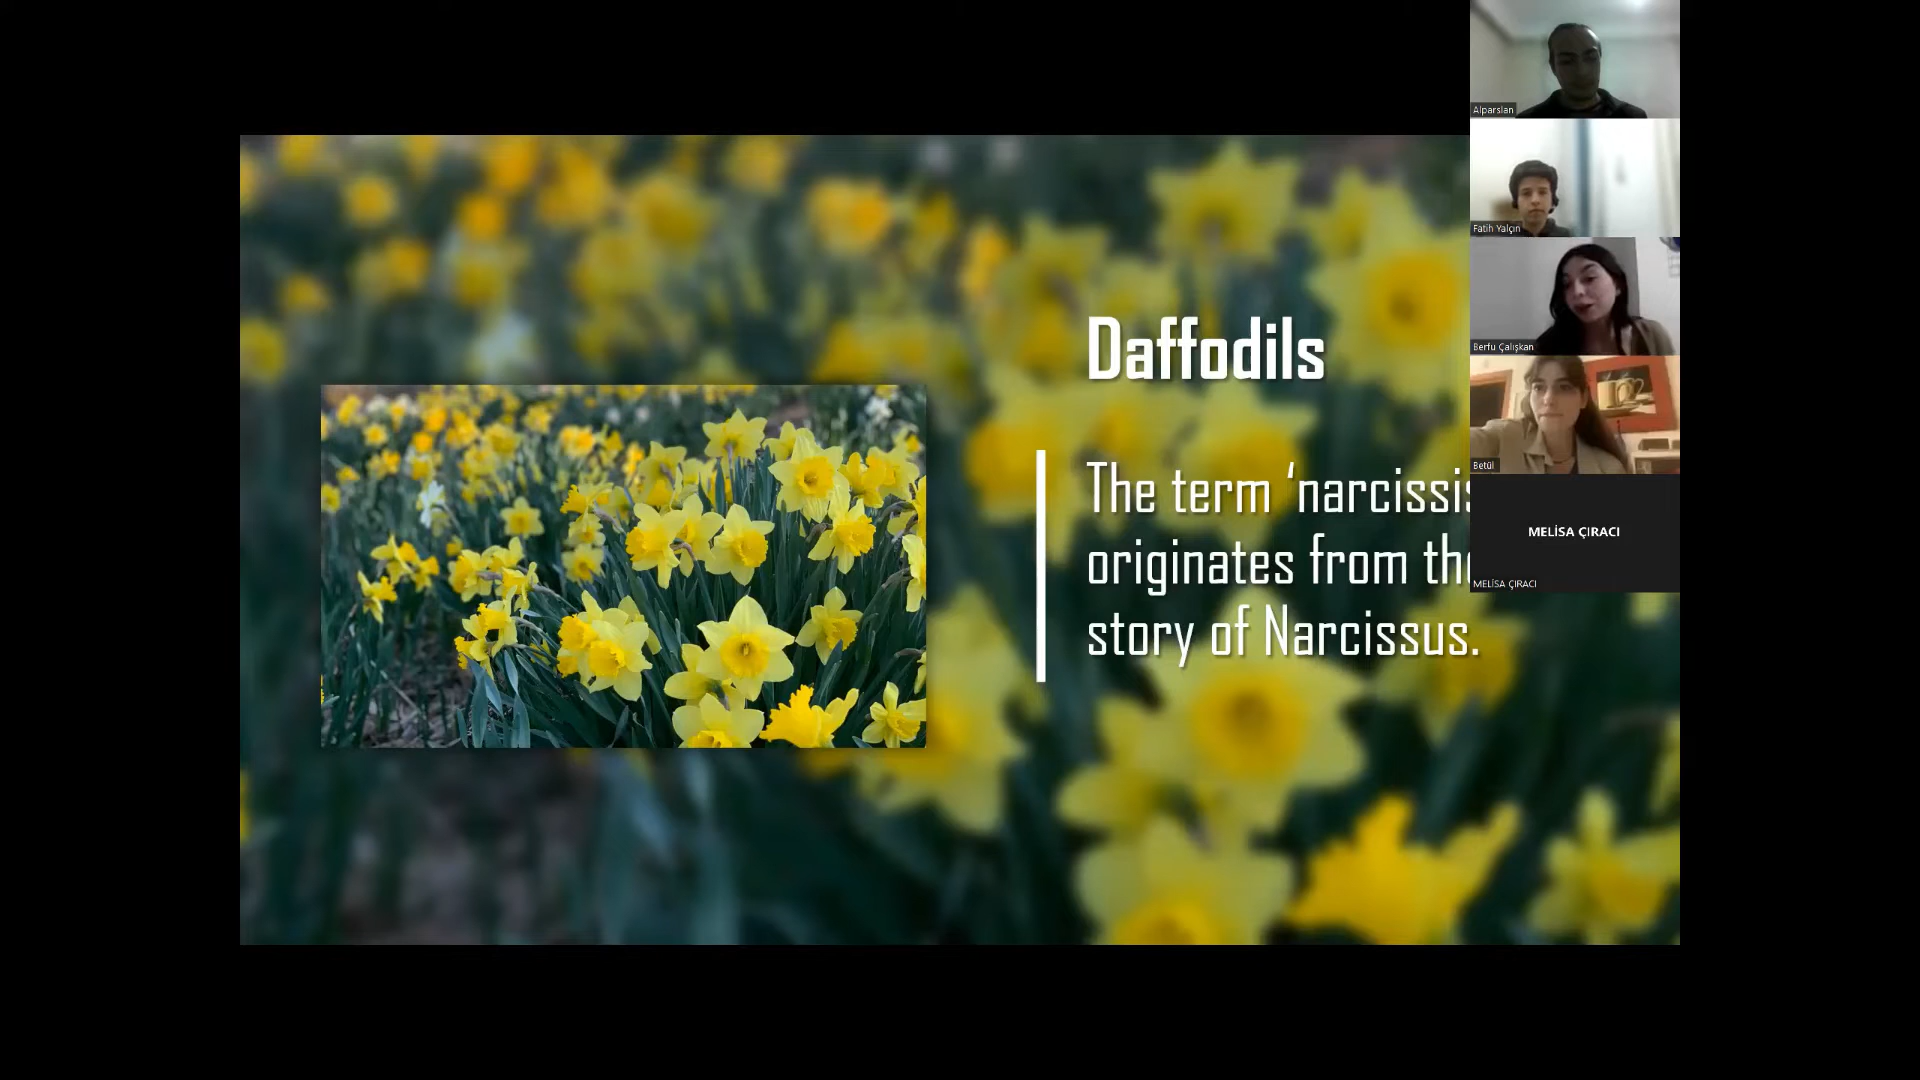 Daffodils
The term ‘narcissis
originates from the
story of Narcissus.
Alparslan
Fatih Yalçın
Berfu Çalışkan
Betül
MELİSA ÇIRACI
MELİSA ÇIRACI